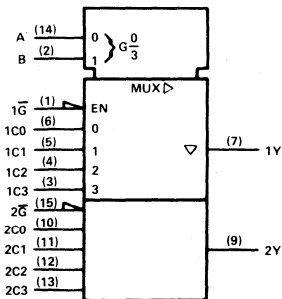 A (14) 0 } G 0/3
B (2) 1
MUX ▷
1G̅ (1) EN
1C0 (6) 0
1C1 (5) 1 ▽ (7) 1Y
1C2 (4) 2
1C3 (3) 3
2G̅ (15)
2C0 (10)
2C1 (11) (9) 2Y
2C2 (12)
2C3 (13)